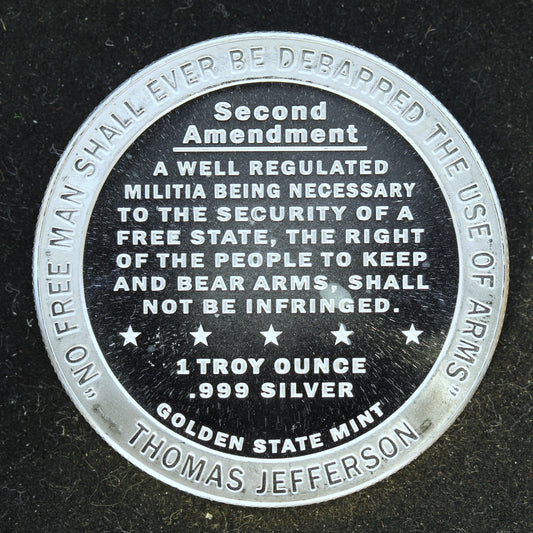 "NO FREE MAN SHALL EVER BE DEBARRED THE USE OF ARMS"
Second
Amendment
A WELL REGULATED
MILITIA BEING NECESSARY
TO THE SECURITY OF A
FREE STATE, THE RIGHT
OF THE PEOPLE TO KEEP
AND BEAR ARMS, SHALL
NOT BE INFRINGED.
1 TROY OUNCE
.999 SILVER
GOLDEN STATE MINT
THOMAS JEFFERSON